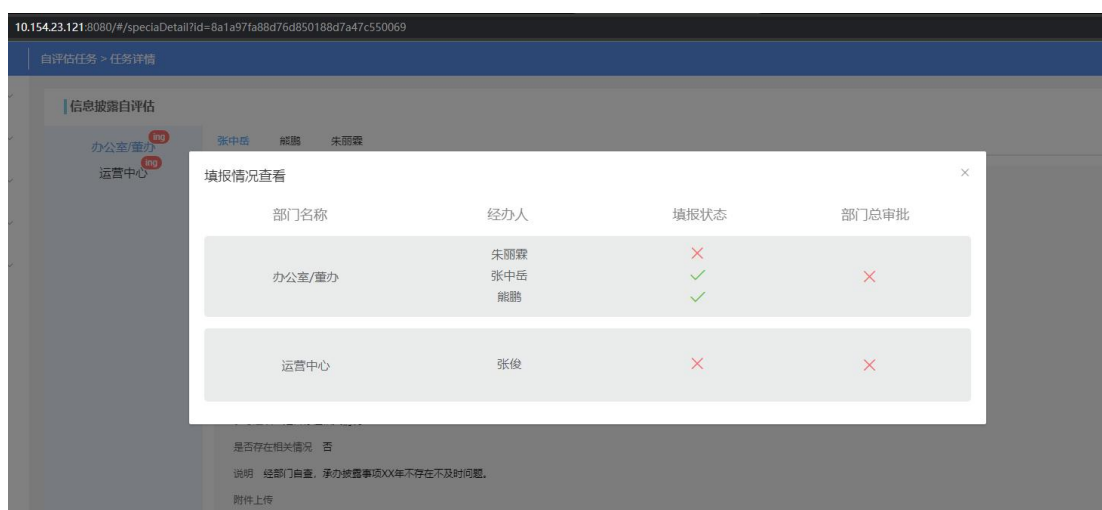 10.154.23.121:8080/#/speciaDetail?id=8a1a97fa88d76d850188d7a47c550069
自评估任务 > 任务详情
信息披露自评估
办公室/董办 ing
运营中心 ing
张中岳 熊鹏 朱丽霖
填报情况查看 ×
部门名称 经办人 填报状态 部门总审批
朱丽霖
办公室/董办 张中岳
熊鹏
运营中心 张俊
是否存在相关情况 否
说明 经部门自查，承办披露事项XX年不存在不及时问题。
附件上传